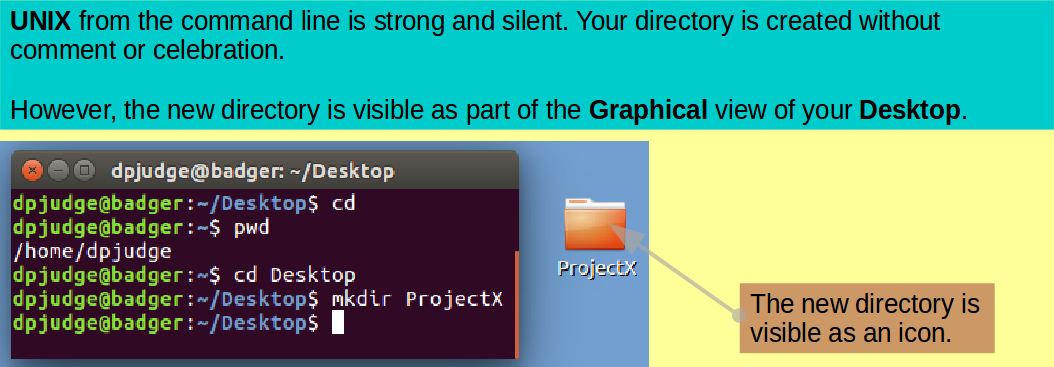 UNIX from the command line is strong and silent. Your directory is created without
comment or celebration.
However, the new directory is visible as part of the Graphical view of your Desktop.
dpjudge@badger: ~/Desktop
dpjudge@badger:~/Desktop$ cd
dpjudge@badger:~$ pwd
/home/dpjudge
dpjudge@badger:~$ cd Desktop
dpjudge@badger:~/Desktop$ mkdir ProjectX
dpjudge@badger:~/Desktop$
ProjectX
The new directory is
visible as an icon.